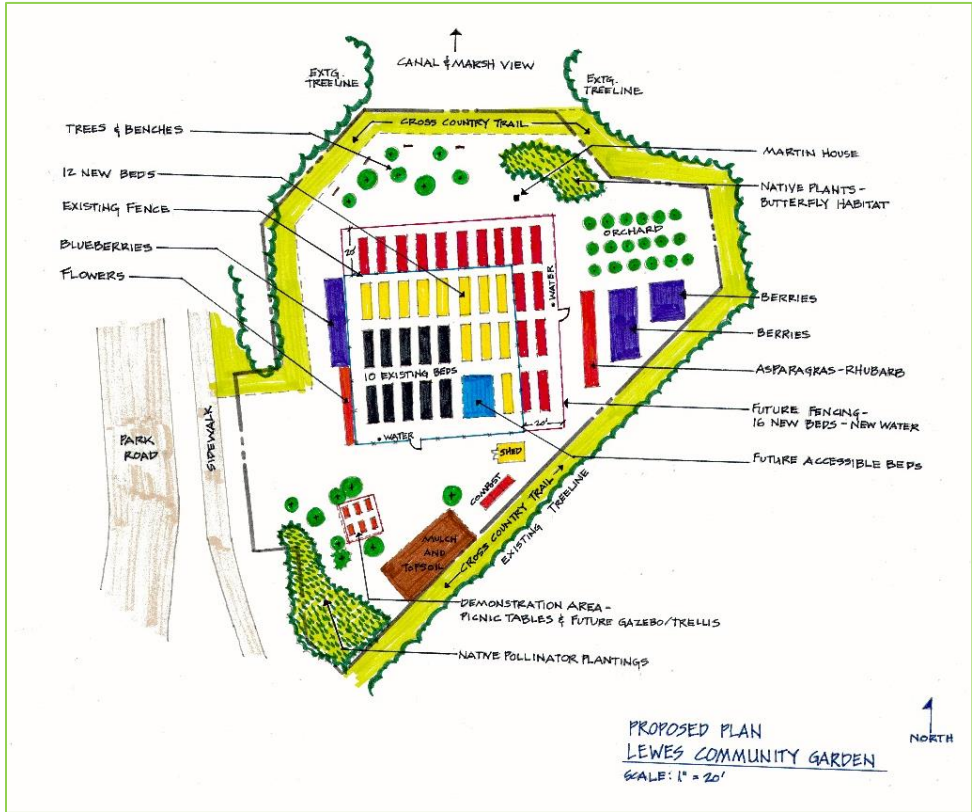 CANAL & MARSH VIEW
EXTG.
TREELINE
EXTG.
TREELINE
CROSS COUNTRY TRAIL
TREES & BENCHES
12 NEW BEDS
EXISTING FENCE
BLUEBERRIES
FLOWERS
MARTIN HOUSE
NATIVE PLANTS-
BUTTERFLY HABITAT
ORCHARD
20'
WATER
BERRIES
BERRIES
ASPARAGRAS-RHUBARB
FUTURE FENCING-
16 NEW BEDS - NEW WATER
FUTURE ACCESSIBLE BEDS
10 EXISTING BEDS
WATER
20'
PARK
ROAD
SIDEWALK
SHED
COMPOST
MULCH
AND
TOPSOIL
CROSS COUNTRY TRAIL
EXISTING TREELINE
DEMONSTRATION AREA-
PICNIC TABLES & FUTURE GAZEBO/TRELLIS
NATIVE POLLINATOR PLANTINGS
PROPOSED PLAN
LEWES COMMUNITY GARDEN
SCALE: 1" = 20'
NORTH